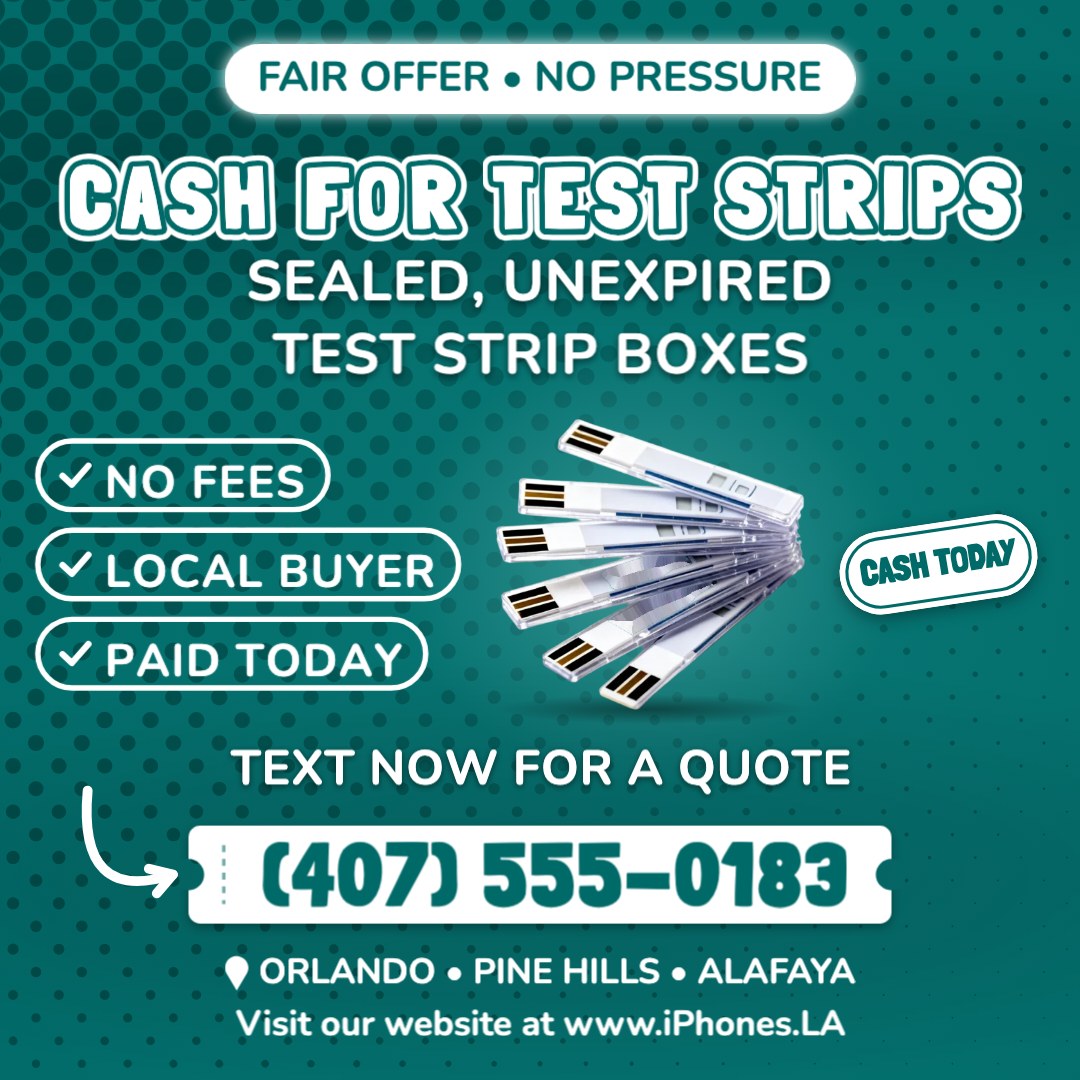 FAIR OFFER • NO PRESSURE
CASH FOR TEST STRIPS
SEALED, UNEXPIRED
TEST STRIP BOXES
✓ NO FEES
✓ LOCAL BUYER
✓ PAID TODAY
CASH TODAY
TEXT NOW FOR A QUOTE
(407) 555-0183
ORLANDO • PINE HILLS • ALAFAYA
Visit our website at www.iPhones.LA